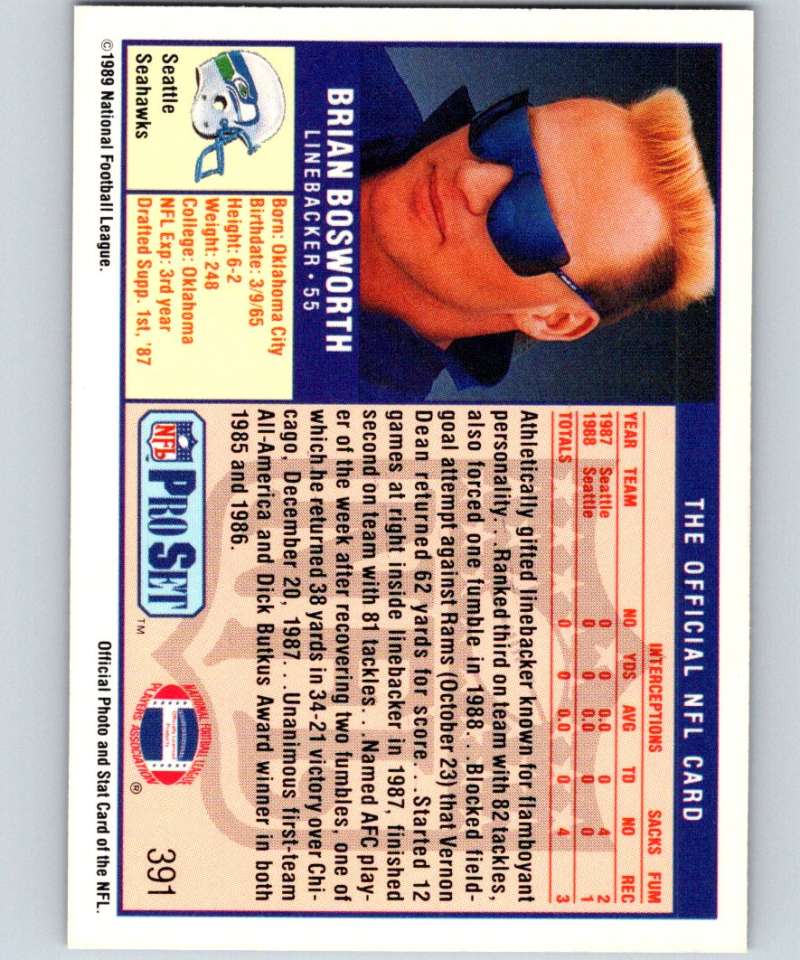 THE OFFICIAL NFL CARD
BRIAN BOSWORTH
LINEBACKER • 55
Seattle
Seahawks
Born: Oklahoma City
Birthdate: 3/9/65
Height: 6-2
Weight: 248
College: Oklahoma
NFL Exp: 3rd year
Drafted Supp. 1st, '87
INTERCEPTIONS SACKS FUM
YEAR TEAM NO YDS AVG TD NO REC
1987 Seattle 0 0 0.0 0 4 2
1988 Seattle 0 0 0.0 0 0 1
TOTALS 0 0 0.0 0 4 3
Athletically gifted linebacker known for flamboyant
personality. . .Ranked third on team with 82 tackles,
also forced one fumble in 1988. . .Blocked field-
goal attempt against Rams (October 23) that Vernon
Dean returned 62 yards for score. . .Started 12
games at right inside linebacker in 1987, finished
second on team with 81 tackles. . .Named AFC play-
er of the week after recovering two fumbles, one of
which he returned 38 yards in 34-21 victory over Chi-
cago, December 20, 1987. . .Unanimous first-team
All-America and Dick Butkus Award winner in both
1985 and 1986.
NFL PRO SET ™
NATIONAL FOOTBALL LEAGUE
PLAYERS ASSOCIATION
Officially Licensed
Product
®
391
©1989 National Football League.
Official Photo and Stat Card of the NFL.